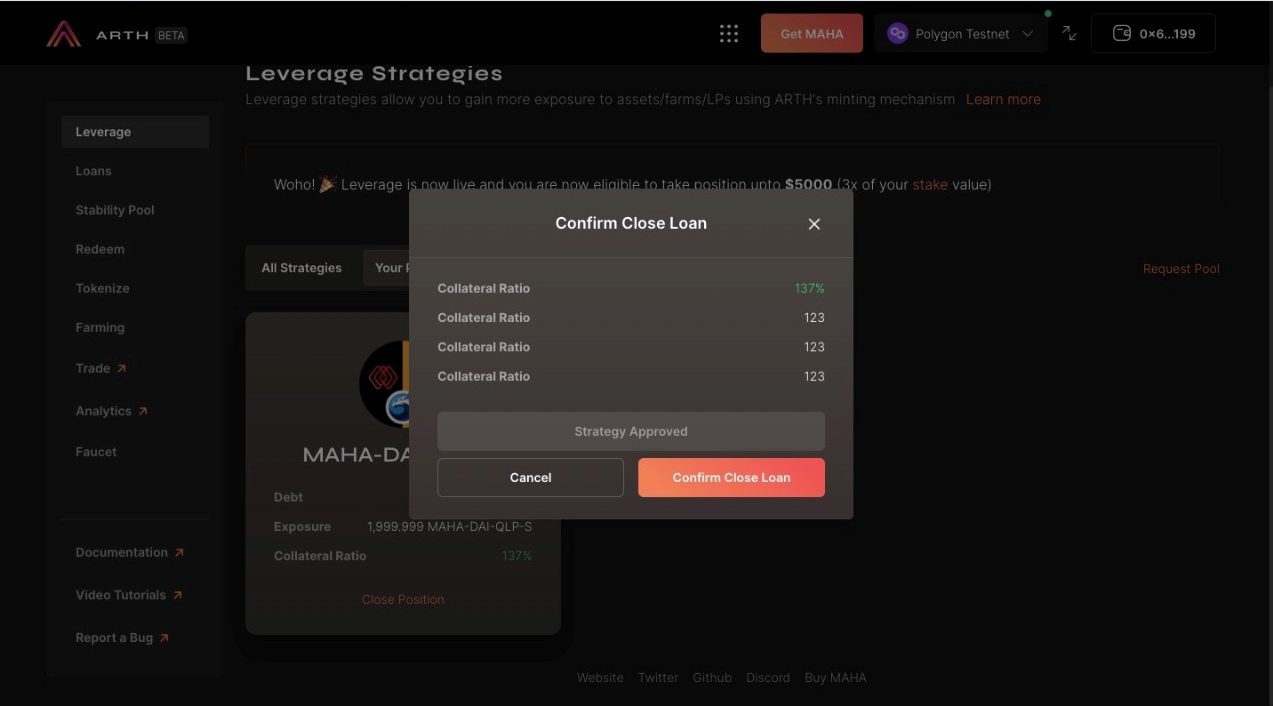 ARTH BETA
Get MAHA
Polygon Testnet
0×6...199
Leverage Strategies
Leverage strategies allow you to gain more exposure to assets/farms/LPs using ARTH's minting mechanism Learn more
Leverage
Loans
Stability Pool
Redeem
Tokenize
Farming
Trade
Analytics
Faucet
Documentation
Video Tutorials
Report a Bug
Woho! 🎉 Leverage is now live and you are now eligible to take position upto $5000 (3x of your stake value)
All Strategies
Your
Request Pool
MAHA-DA
Debt
Exposure 1,999.999 MAHA-DAI-QLP-S
Collateral Ratio 137%
Close Position
Confirm Close Loan
Collateral Ratio 137%
Collateral Ratio 123
Collateral Ratio 123
Collateral Ratio 123
Strategy Approved
Cancel
Confirm Close Loan
Website Twitter Github Discord Buy MAHA